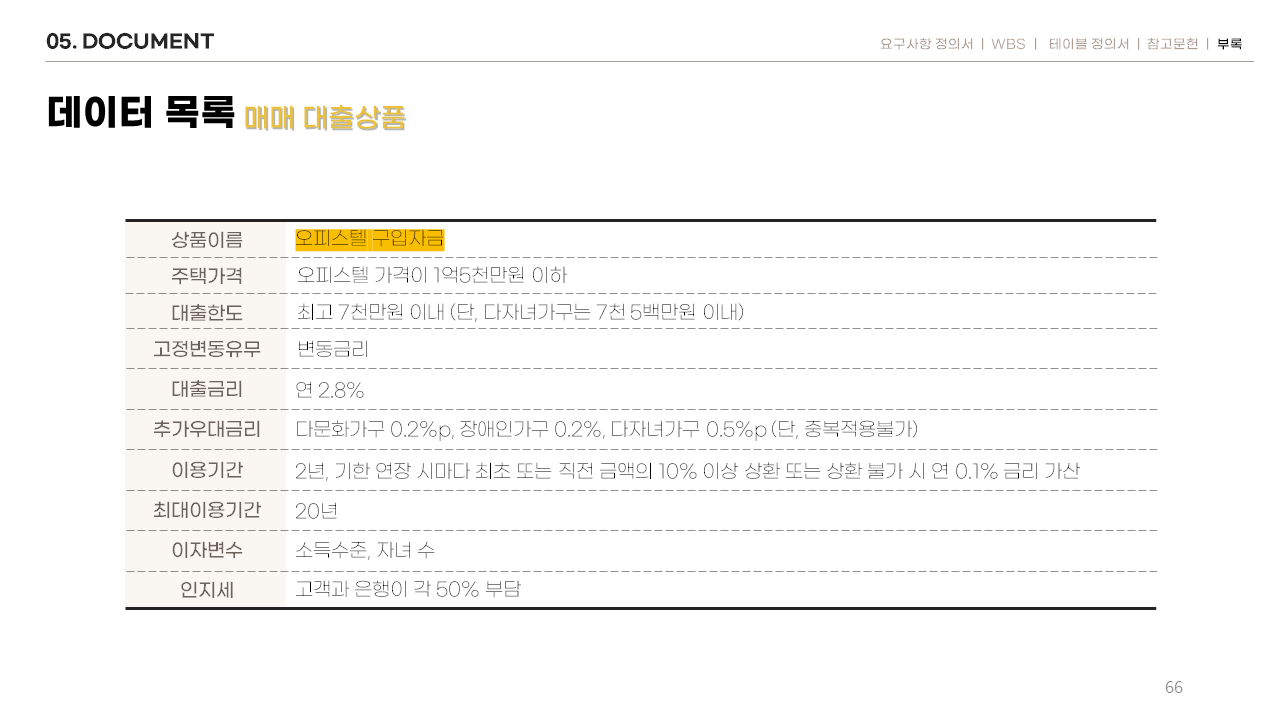 05. DOCUMENT
요구사항 정의서 | WBS | 테이블 정의서 | 참고문헌 | 부록
데이터 목록 매매 대출상품
상품이름 오피스텔 구입자금
주택가격 오피스텔 가격이 1억5천만원 이하
대출한도 최고 7천만원 이내 (단, 다자녀가구는 7천 5백만원 이내)
고정변동유무 변동금리
대출금리 연 2.8%
추가우대금리 다문화가구 0.2%p, 장애인가구 0.2%, 다자녀가구 0.5%p (단, 중복적용불가)
이용기간 2년, 기한 연장 시마다 최초 또는 직전 금액의 10% 이상 상환 또는 상환 불가 시 연 0.1% 금리 가산
최대이용기간 20년
이자변수 소득수준, 자녀 수
인지세 고객과 은행이 각 50% 부담
66